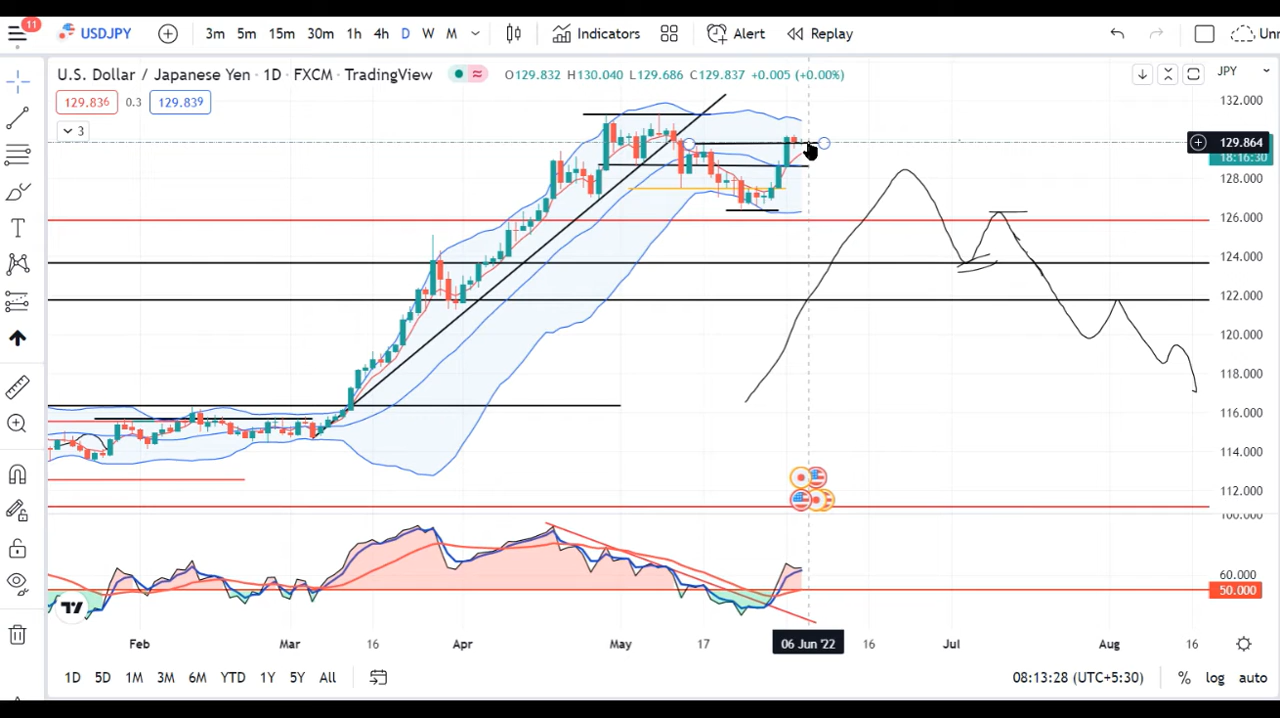 11
USDJPY
3m 5m 15m 30m 1h 4h D W M
Indicators
Alert
Replay
U.S. Dollar / Japanese Yen · 1D · FXCM · TradingView
O129.832 H130.040 L129.686 C129.837 +0.005 (+0.00%)
JPY
129.836 0.3 129.839
3
132.000
129.864
18:16:30
128.000
126.000
124.000
122.000
120.000
118.000
116.000
114.000
112.000
100.000
60.000
50.000
Feb Mar 16 Apr May 17 06 Jun '22 16 Jul Aug 16
1D 5D 1M 3M 6M YTD 1Y 5Y All
08:13:28 (UTC+5:30)
% log auto